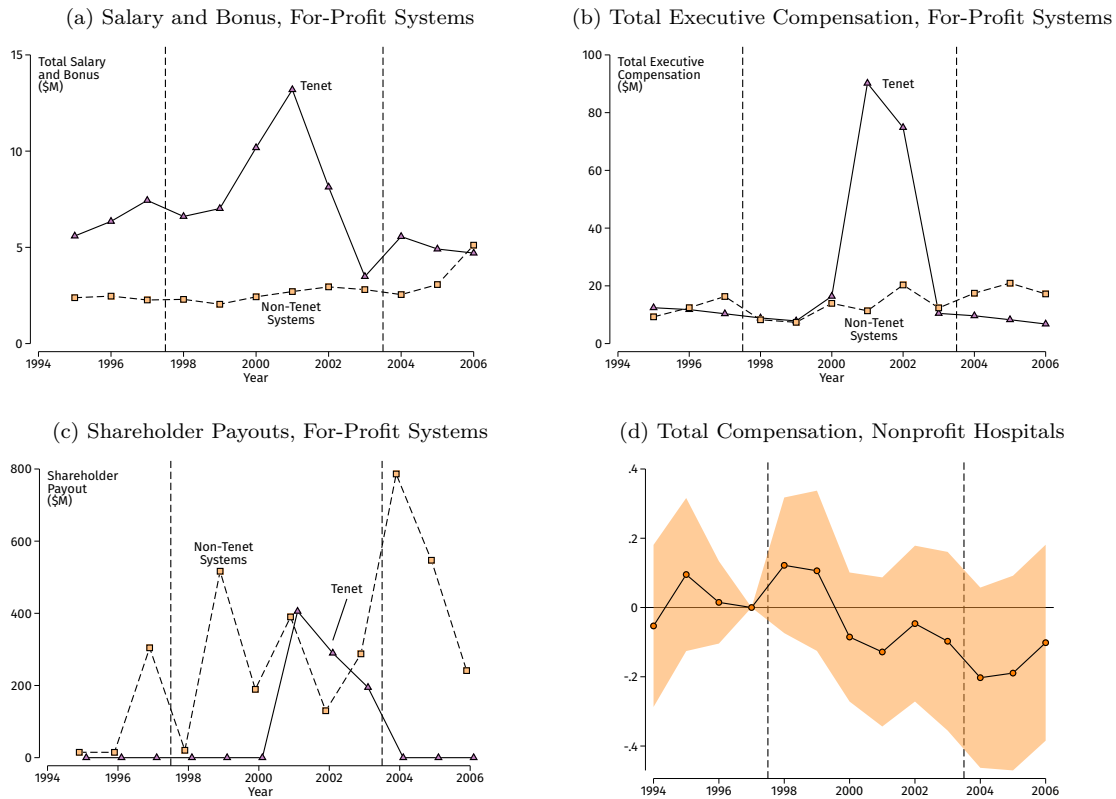 (a) Salary and Bonus, For-Profit Systems
15
10
5
0
Total Salary
and Bonus
($M)
Tenet
Non-Tenet
Systems
1994
1996
1998
2000
2002
2004
2006
Year
(b) Total Executive Compensation, For-Profit Systems
100
80
60
40
20
0
Total Executive
Compensation
($M)
Tenet
Non-Tenet
Systems
1994
1996
1998
2000
2002
2004
2006
Year
(c) Shareholder Payouts, For-Profit Systems
800
600
400
200
0
Shareholder
Payout
($M)
Non-Tenet
Systems
Tenet
1994
1996
1998
2000
2002
2004
2006
Year
(d) Total Compensation, Nonprofit Hospitals
.4
.2
0
-.2
-.4
1994
1996
1998
2000
2002
2004
2006